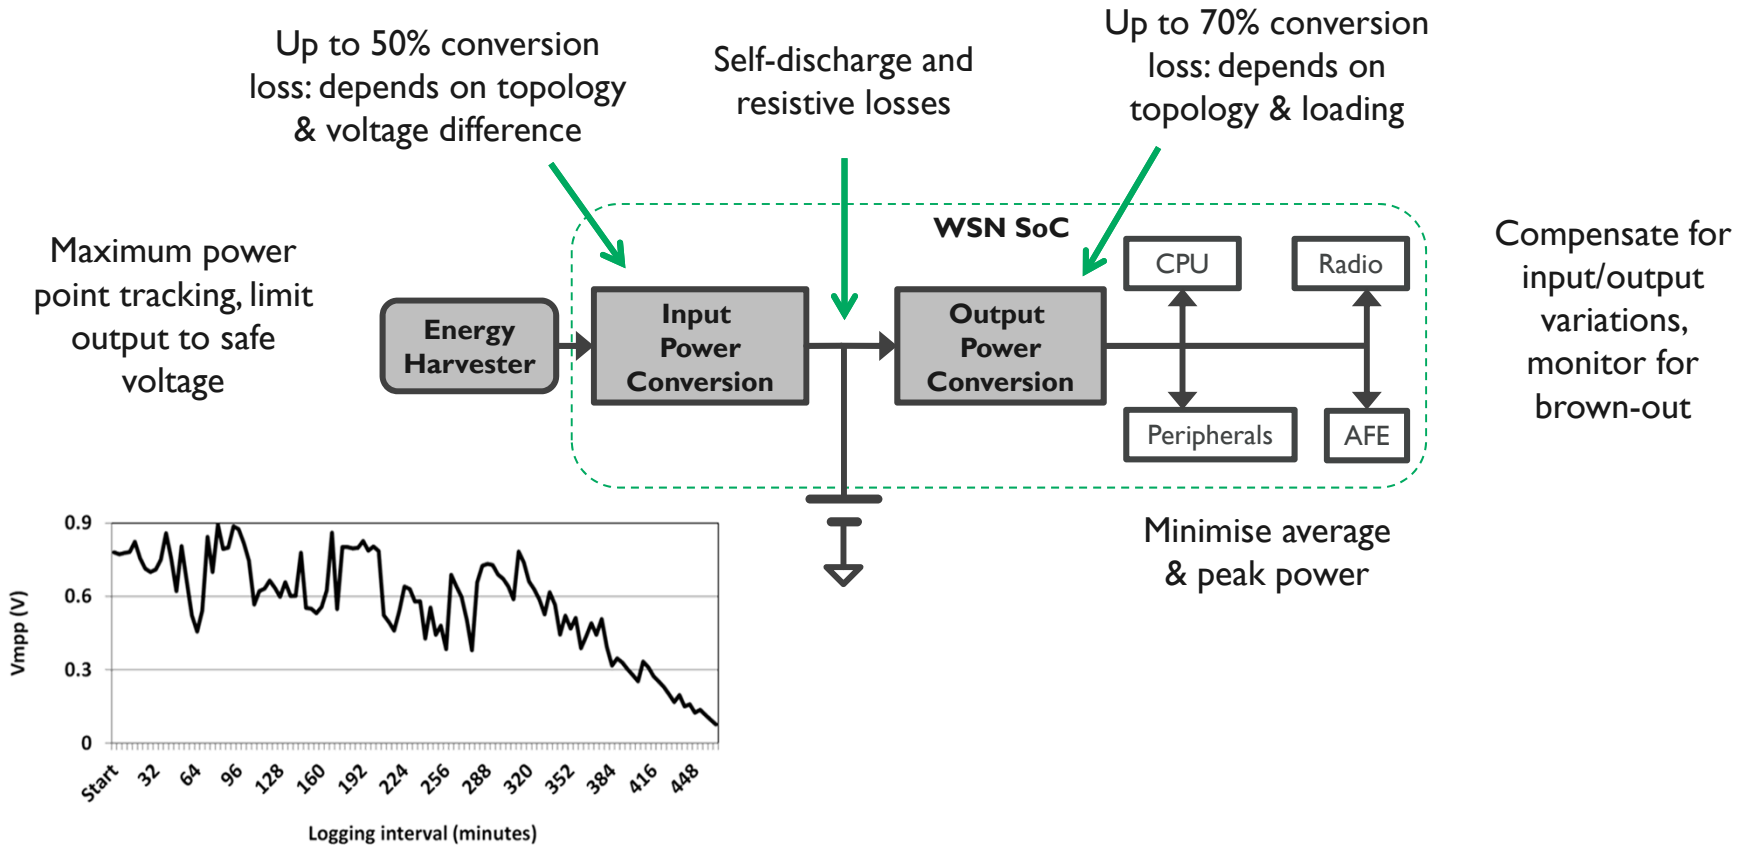 Up to 50% conversion
loss: depends on topology
& voltage difference
Self-discharge and
resistive losses
Up to 70% conversion
loss: depends on
topology & loading
Maximum power
point tracking, limit
output to safe
voltage
WSN SoC
Energy
Harvester
Input
Power
Conversion
Output
Power
Conversion
CPU
Radio
Peripherals
AFE
Compensate for
input/output
variations,
monitor for
brown-out
Minimise average
& peak power
Vmpp (V)
0.9
0.6
0.3
0
Start
32
64
96
128
160
192
224
256
288
320
352
384
416
448
Logging interval (minutes)